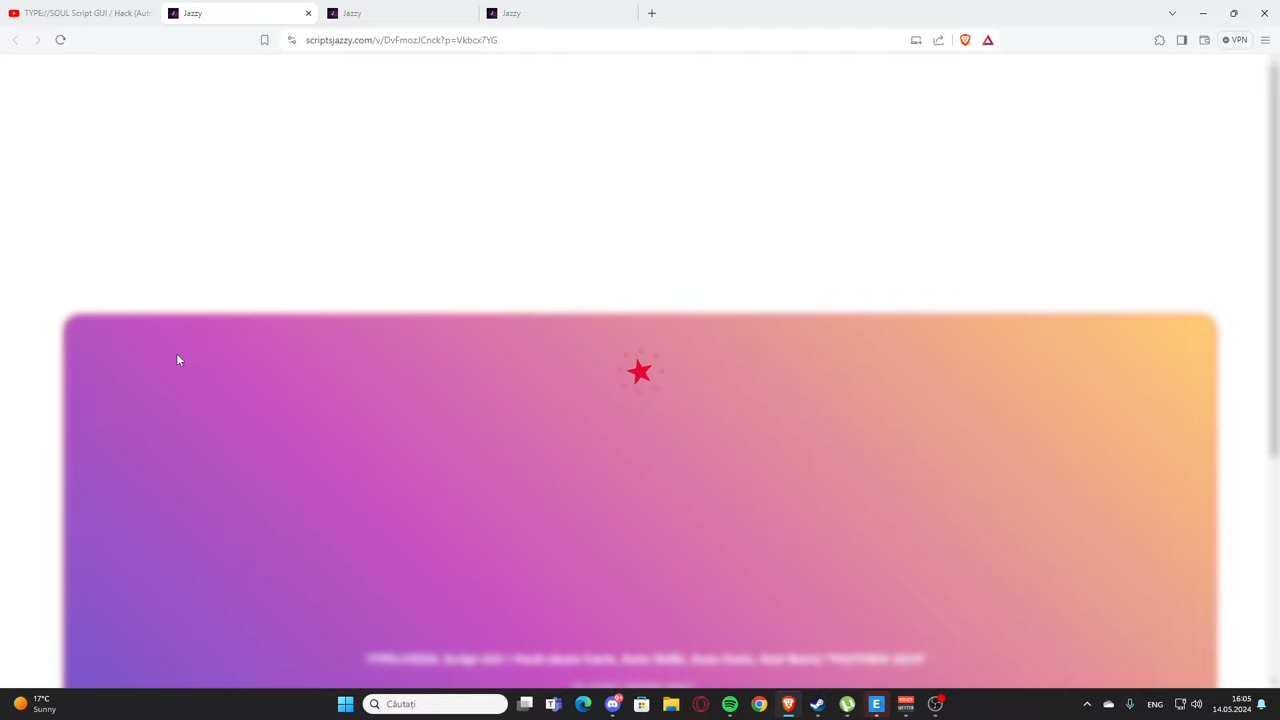 TYPE://SOUL Script GUI / Hack (Auto
Jazzy
Jazzy
Jazzy
scriptsjazzy.com/v/DvFmozJCnck?p=Vkbcx7YG
VPN
17°C
Sunny
Căutați
ENG
16:05
14.05.2024